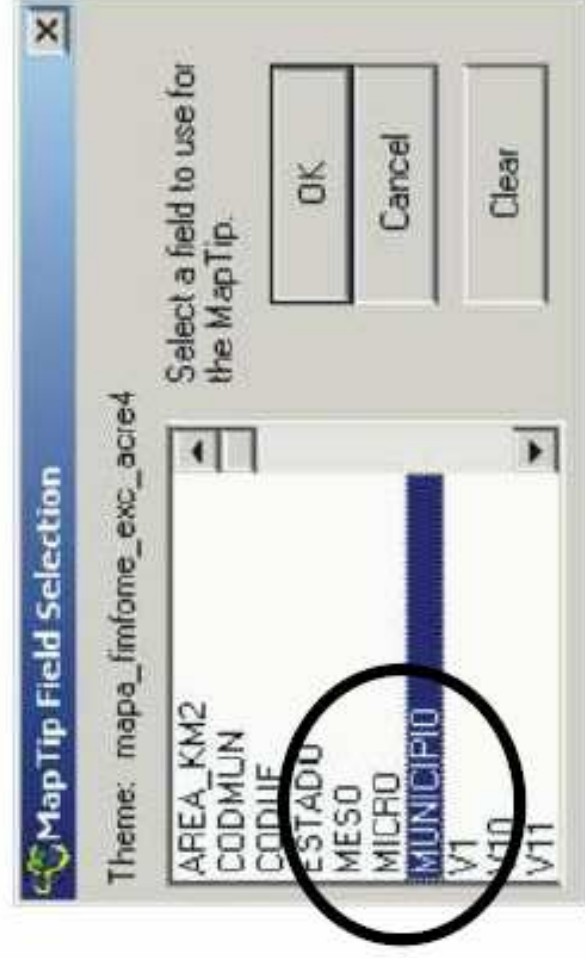 MapTip Field Selection
Theme: mapa_fimfome_exc_acre4
AREA_KM2
CODMUN
CODUF
ESTADO
MESO
MICRO
MUNICIPIO
V1
V10
V11
Select a field to use for
the MapTip.
OK
Cancel
Clear